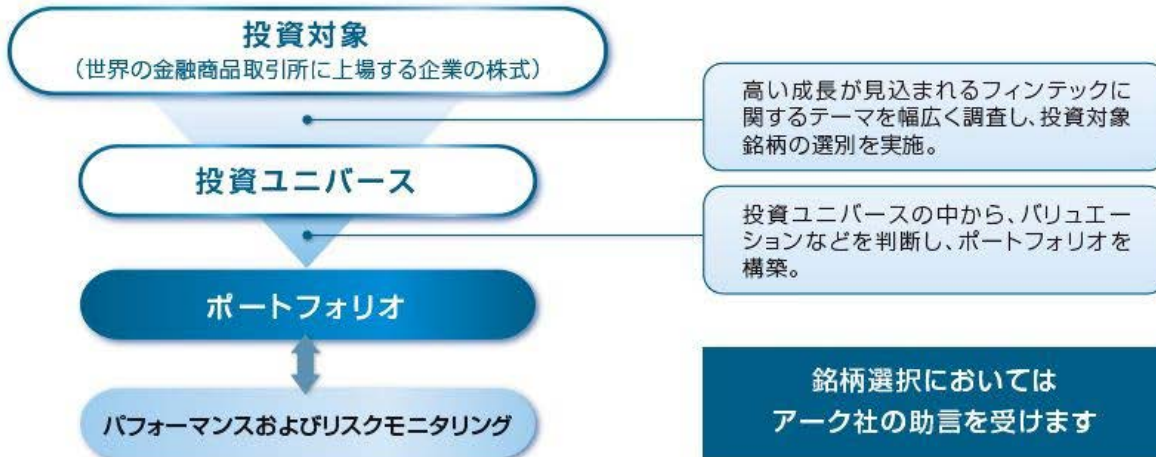 投資対象
(世界の金融商品取引所に上場する企業の株式)
高い成長が見込まれるフィンテックに
関するテーマを幅広く調査し、投資対象
銘柄の選別を実施。
投資ユニバース
投資ユニバースの中から、バリュエー
ションなどを判断し、ポートフォリオを
構築。
ポートフォリオ
パフォーマンスおよびリスクモニタリング
銘柄選択においては
アーク社の助言を受けます